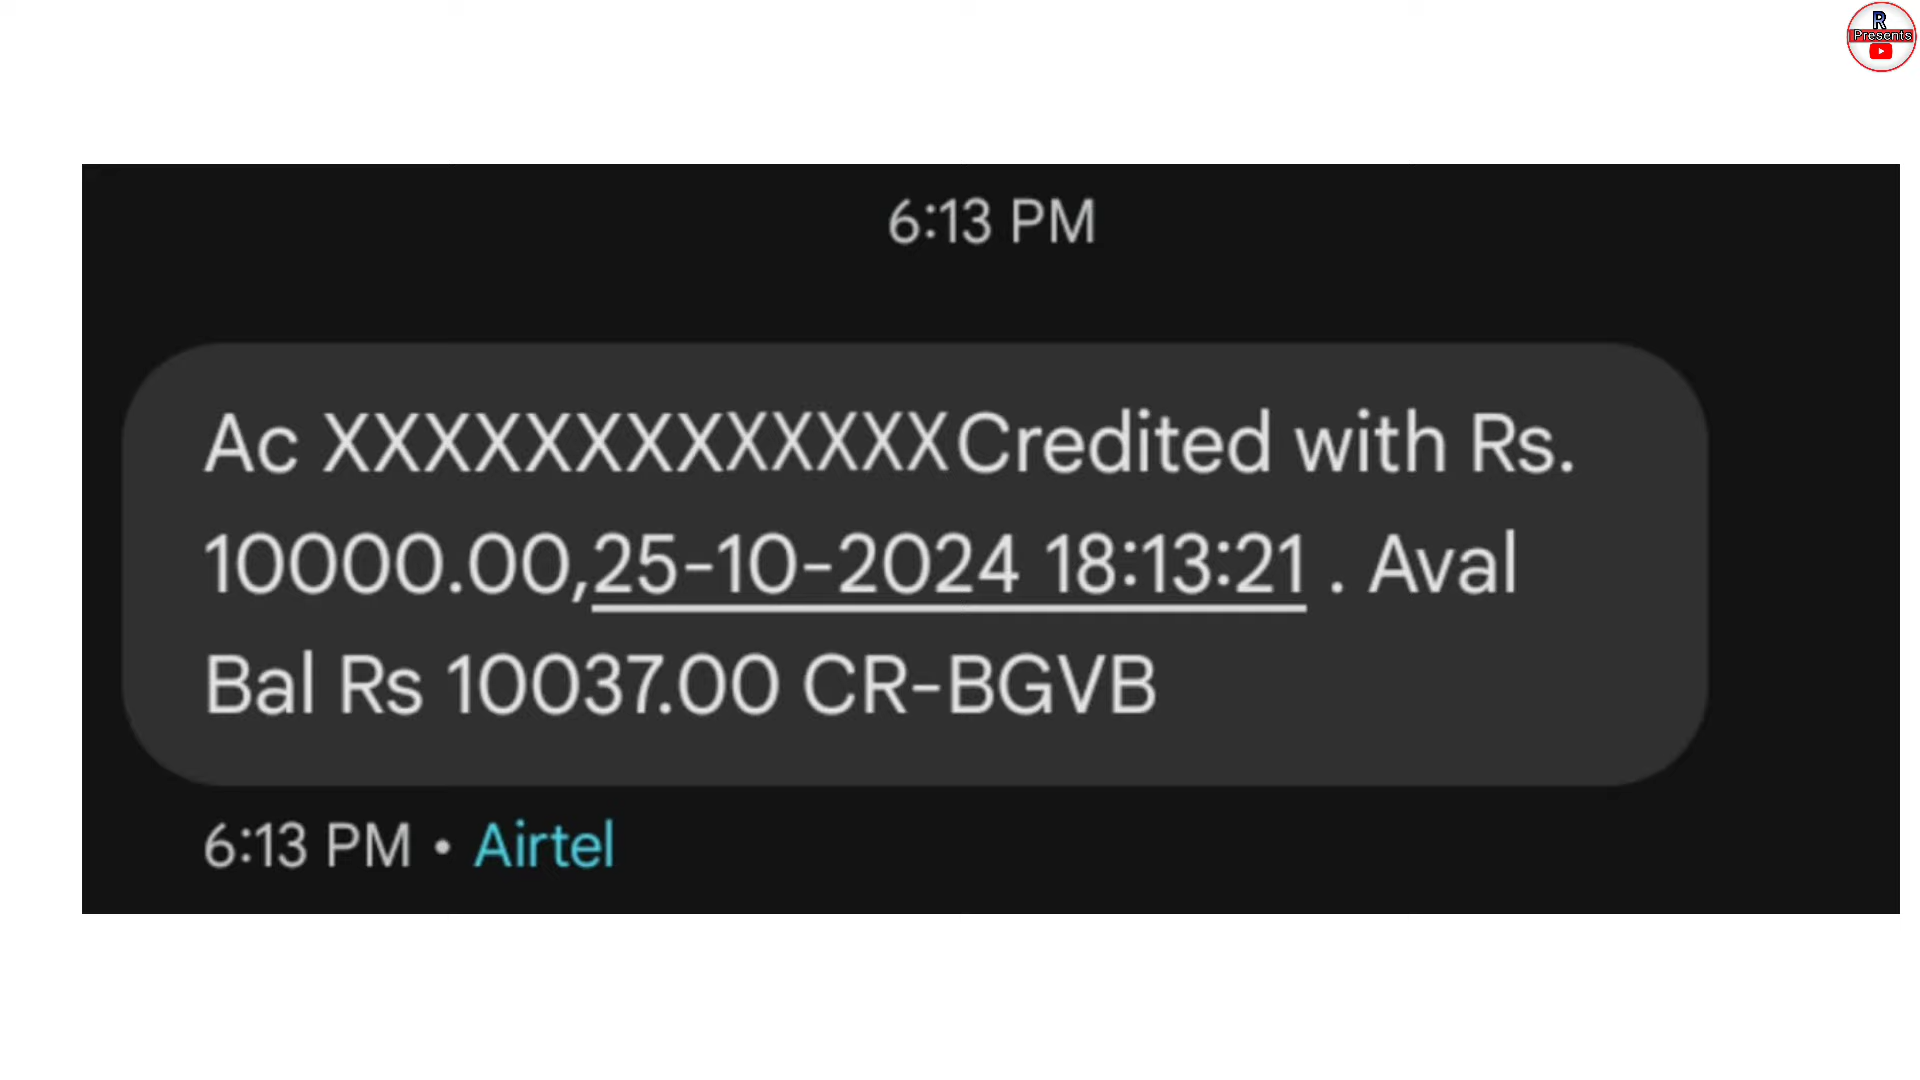 R
Presents
6:13 PM
Ac XXXXXXXXXXXXXCredited with Rs.
10000.00,25-10-2024 18:13:21 . Aval
Bal Rs 10037.00 CR-BGVB
6:13 PM • Airtel